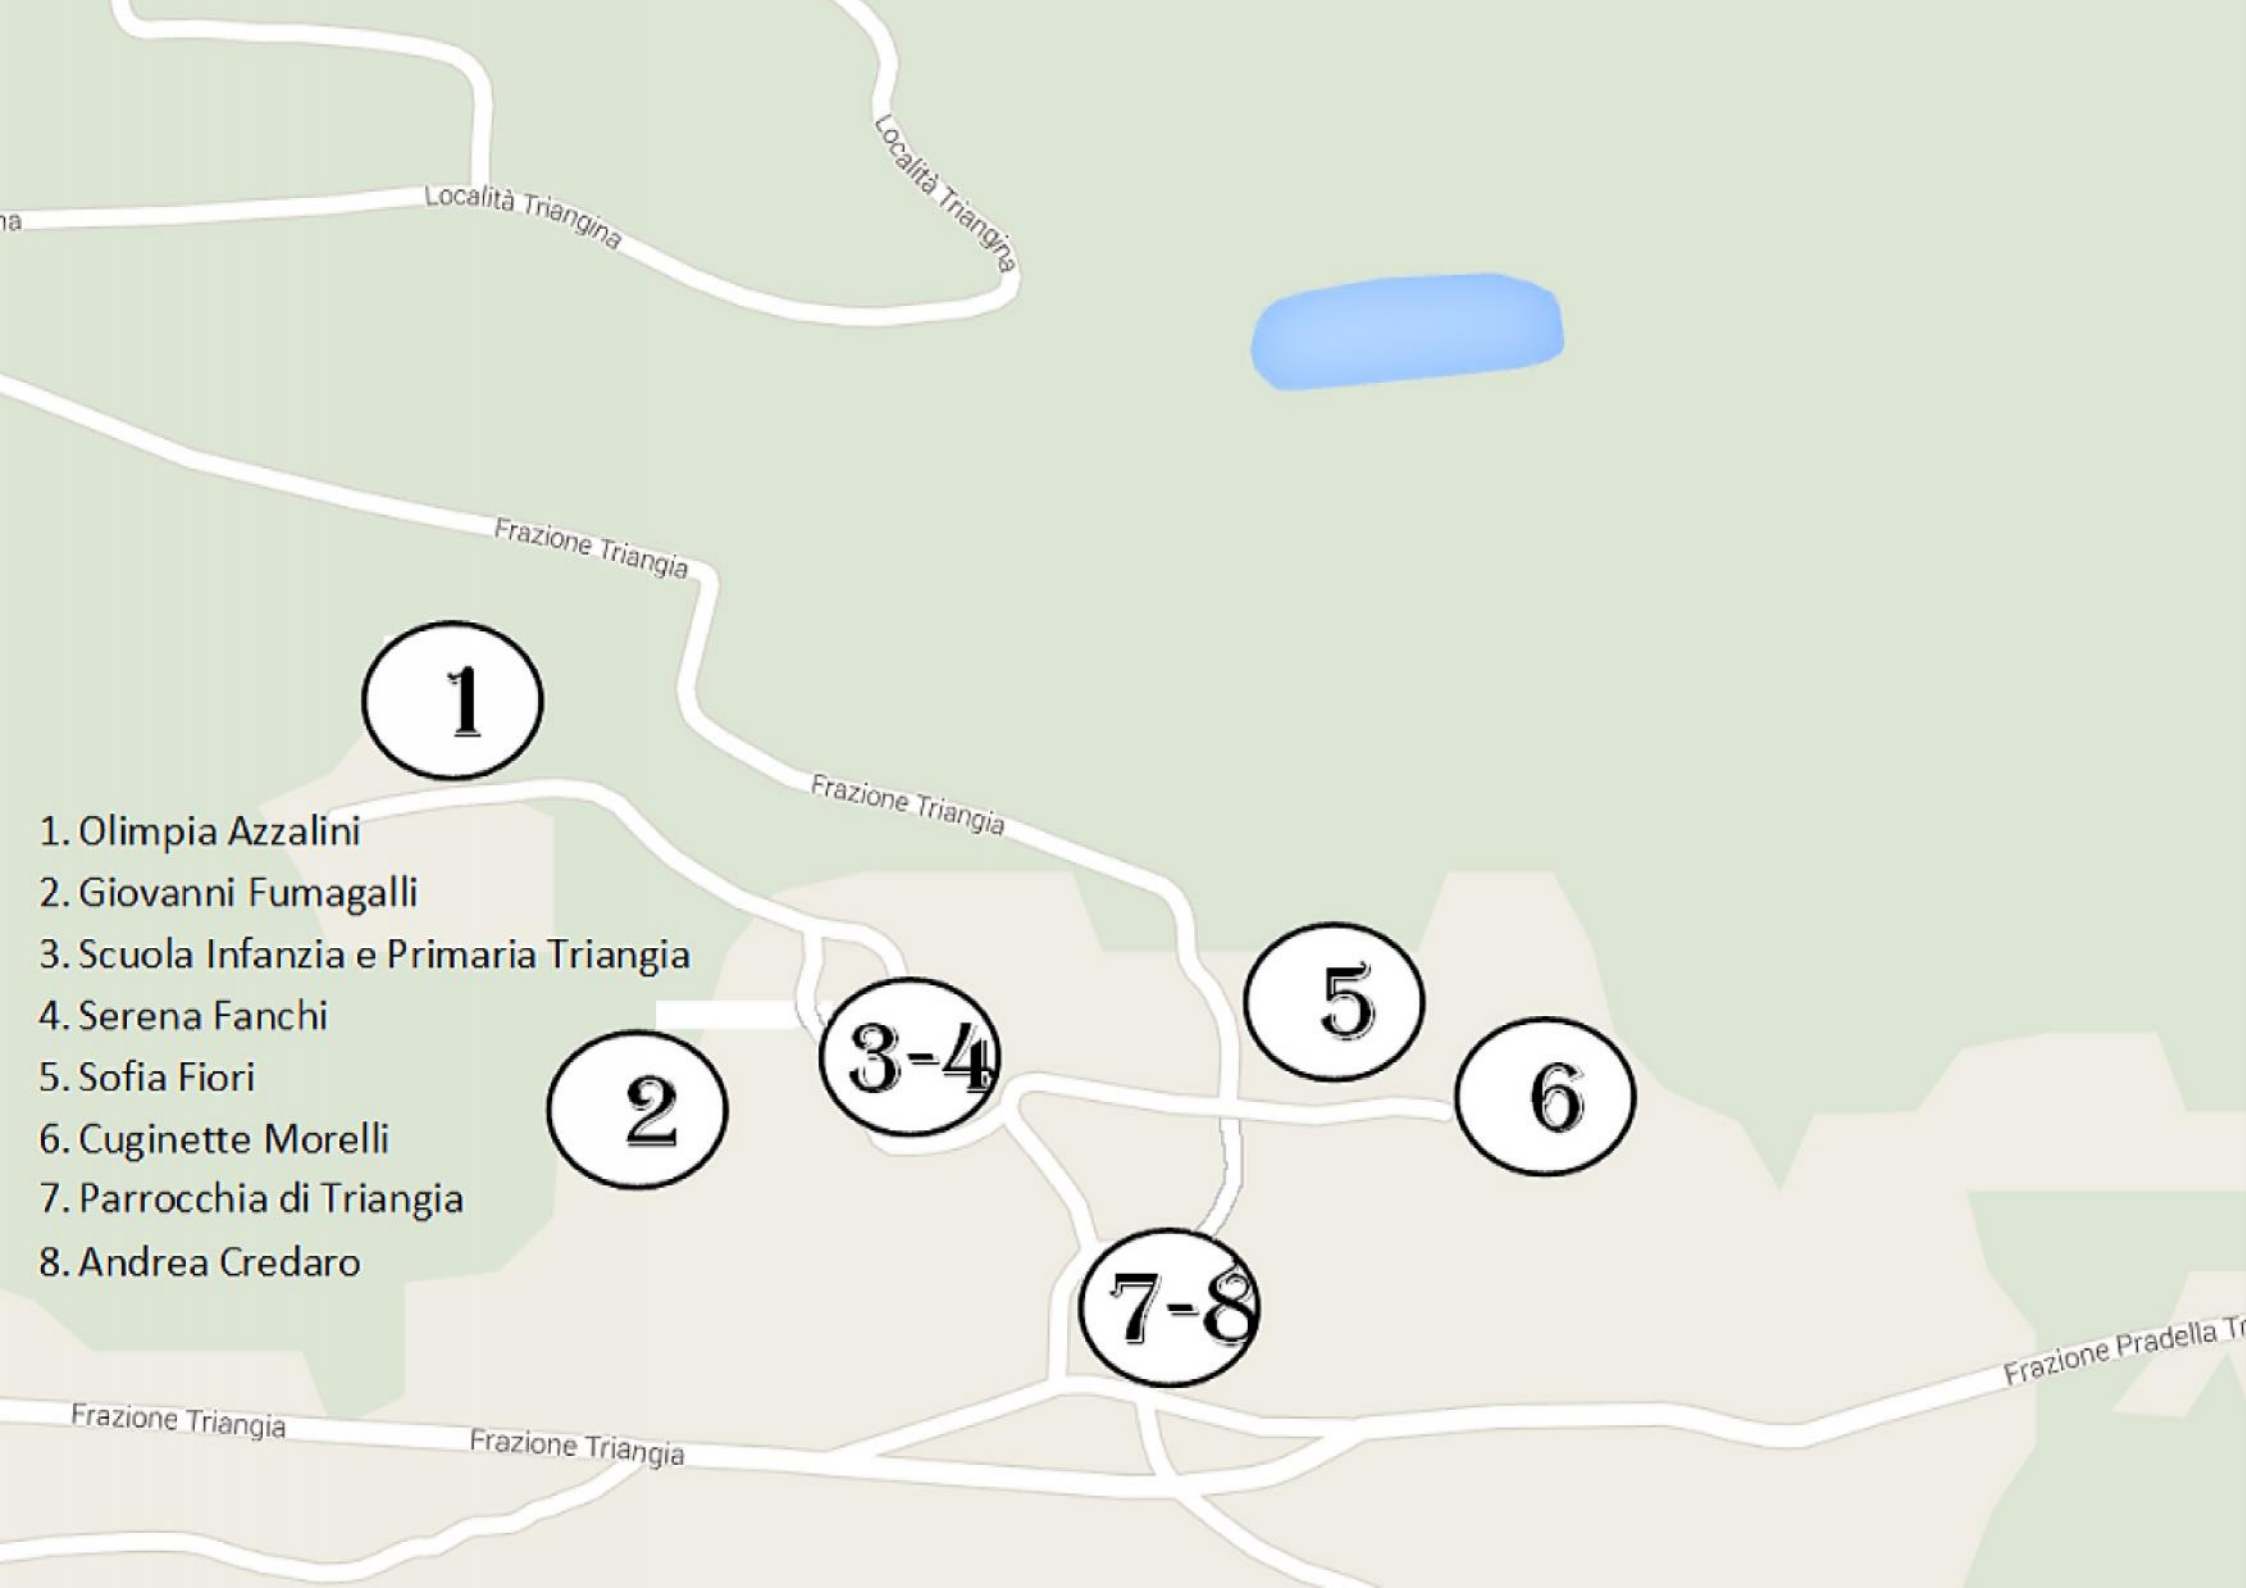 Località Triangina
Località Triangina
na
Frazione Triangia
1
Frazione Triangia
1. Olimpia Azzalini
2. Giovanni Fumagalli
3. Scuola Infanzia e Primaria Triangia
4. Serena Fanchi
5. Sofia Fiori
6. Cuginette Morelli
7. Parrocchia di Triangia
8. Andrea Credaro
5
3-4
6
2
7-8
Frazione Pradella Tr
Frazione Triangia
Frazione Triangia